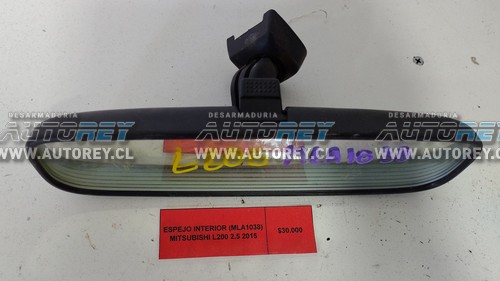 DESARMADURIA DESARMADURIA DESARMADURIA
AUTOREY AUTOREY AUTOREY
WWW.AUTOREY.CL WWW.AUTOREY.CL WWW.AUTOREY.CL
L200
ESPEJO INTERIOR (MLA1038)
MITSUBISHI L200 2.5 2015
$30.000